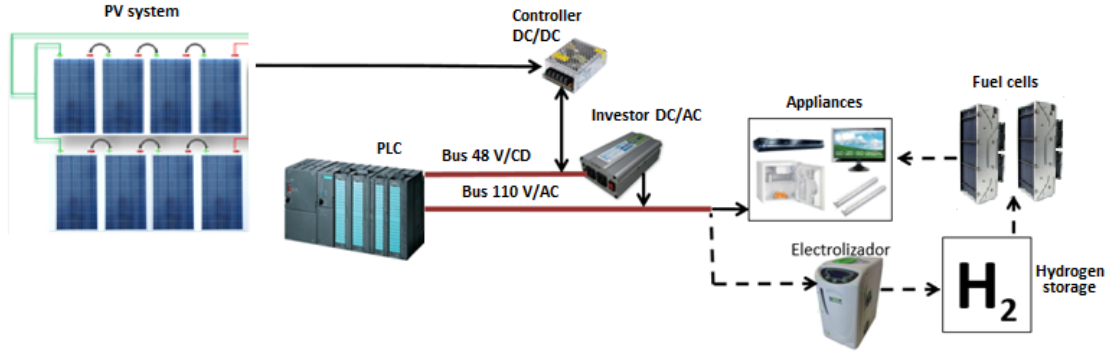 PV system
Controller
DC/DC
Investor DC/AC
Appliances
Fuel cells
PLC
Bus 48 V/CD
Bus 110 V/AC
Electrolizador
H2
Hydrogen
storage